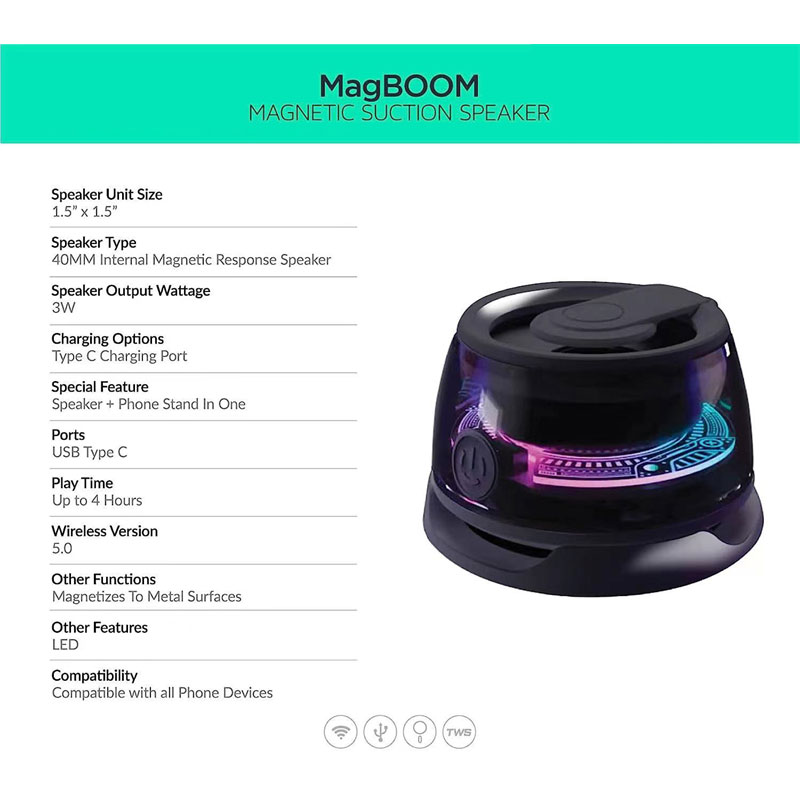 MagBOOM
MAGNETIC SUCTION SPEAKER
Speaker Unit Size
1.5” x 1.5”
Speaker Type
40MM Internal Magnetic Response Speaker
Speaker Output Wattage
3W
Charging Options
Type C Charging Port
Special Feature
Speaker + Phone Stand In One
Ports
USB Type C
Play Time
Up to 4 Hours
Wireless Version
5.0
Other Functions
Magnetizes To Metal Surfaces
Other Features
LED
Compatibility
Compatible with all Phone Devices
TWS